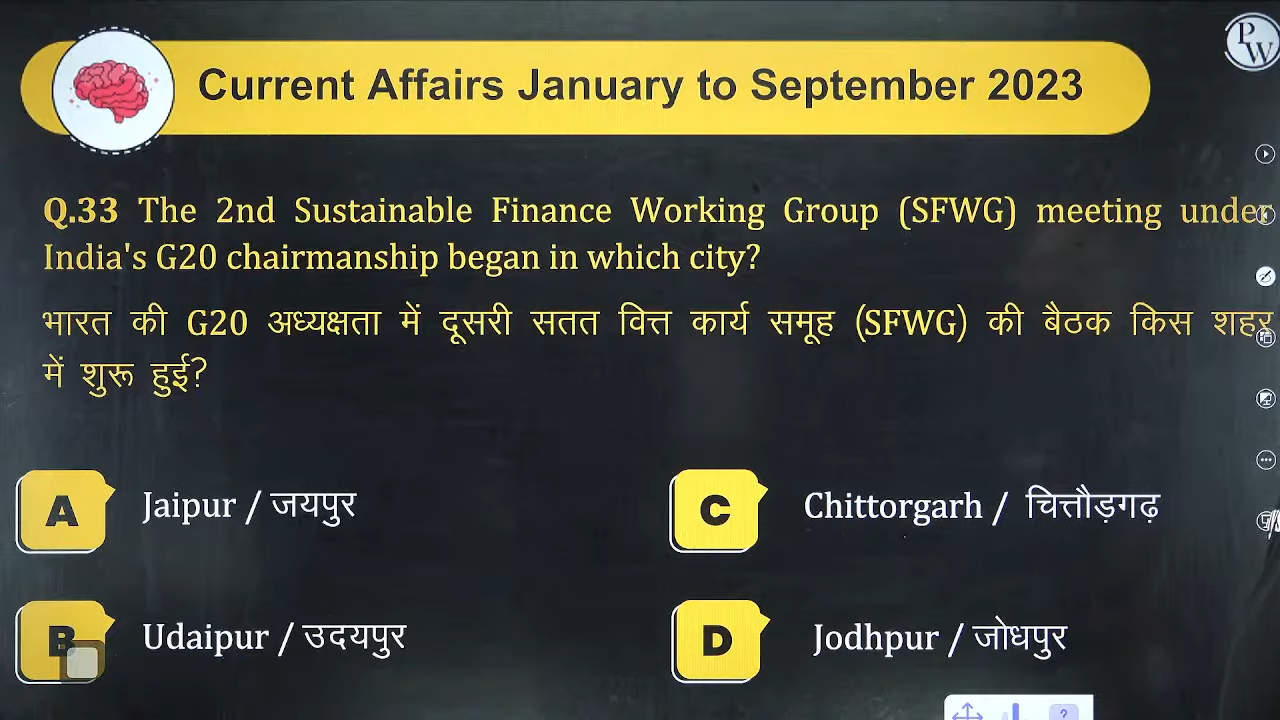 PW
Current Affairs January to September 2023
Q.33 The 2nd Sustainable Finance Working Group (SFWG) meeting under
India's G20 chairmanship began in which city?
भारत की G20 अध्यक्षता में दूसरी सतत वित्त कार्य समूह (SFWG) की बैठक किस शहर
में शुरू हुई?
A Jaipur / जयपुर
B Udaipur / उदयपुर
C Chittorgarh / चित्तौड़गढ़
D Jodhpur / जोधपुर
?